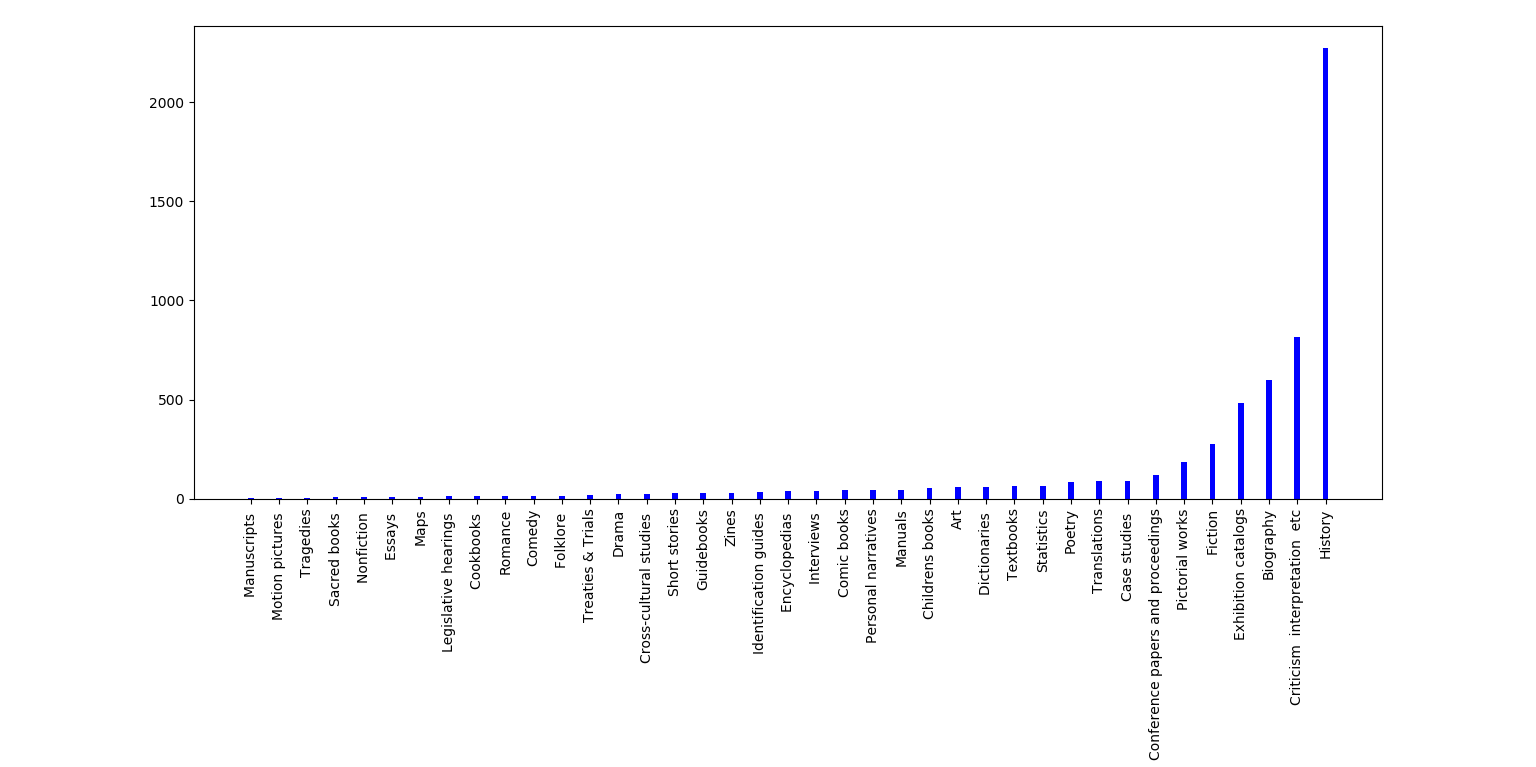 2000
1500
1000
500
0
Manuscripts
Motion pictures
Tragedies
Sacred books
Nonfiction
Essays
Maps
Legislative hearings
Cookbooks
Romance
Comedy
Folklore
Treaties & Trials
Drama
Cross-cultural studies
Short stories
Guidebooks
Zines
Identification guides
Encyclopedias
Interviews
Comic books
Personal narratives
Manuals
Childrens books
Art
Dictionaries
Textbooks
Statistics
Poetry
Translations
Case studies
Conference papers and proceedings
Pictorial works
Fiction
Exhibition catalogs
Biography
Criticism  interpretation  etc
History